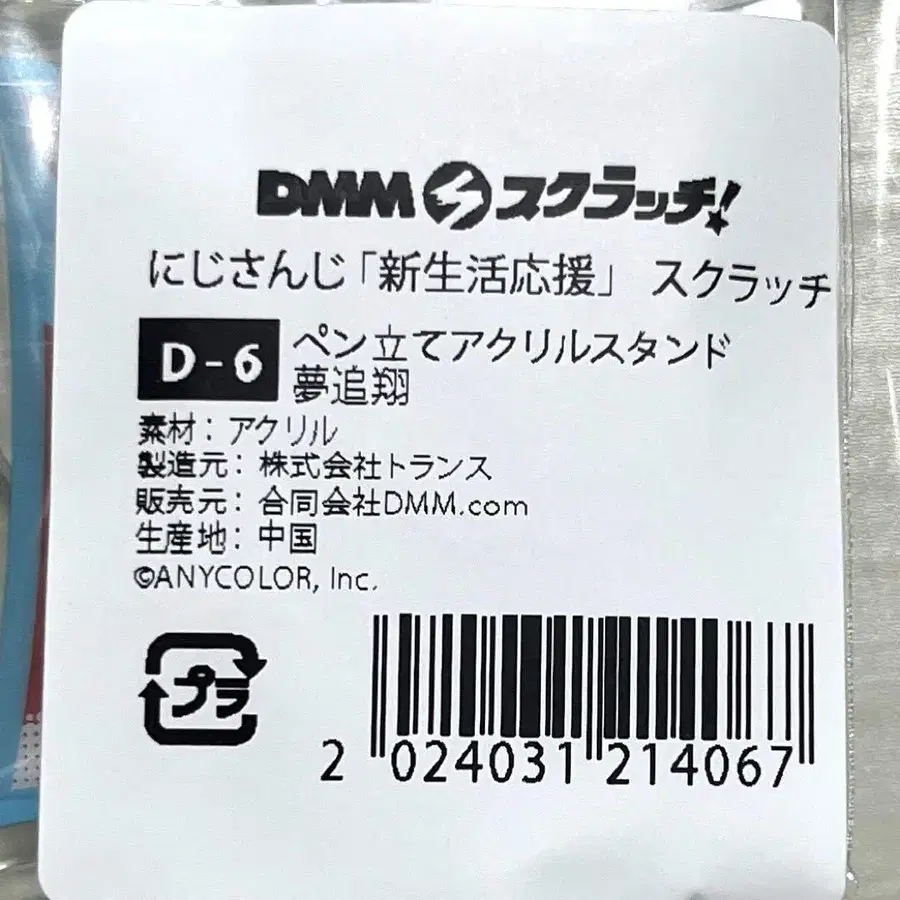 DMMスクラッチ!
にじさんじ「新生活応援」 スクラッチ
D-6 ペン立てアクリルスタンド
夢追翔
素材：アクリル
製造元：株式会社トランス
販売元：合同会社DMM.com
生産地：中国
©ANYCOLOR, Inc.
プラ
2 024031 214067